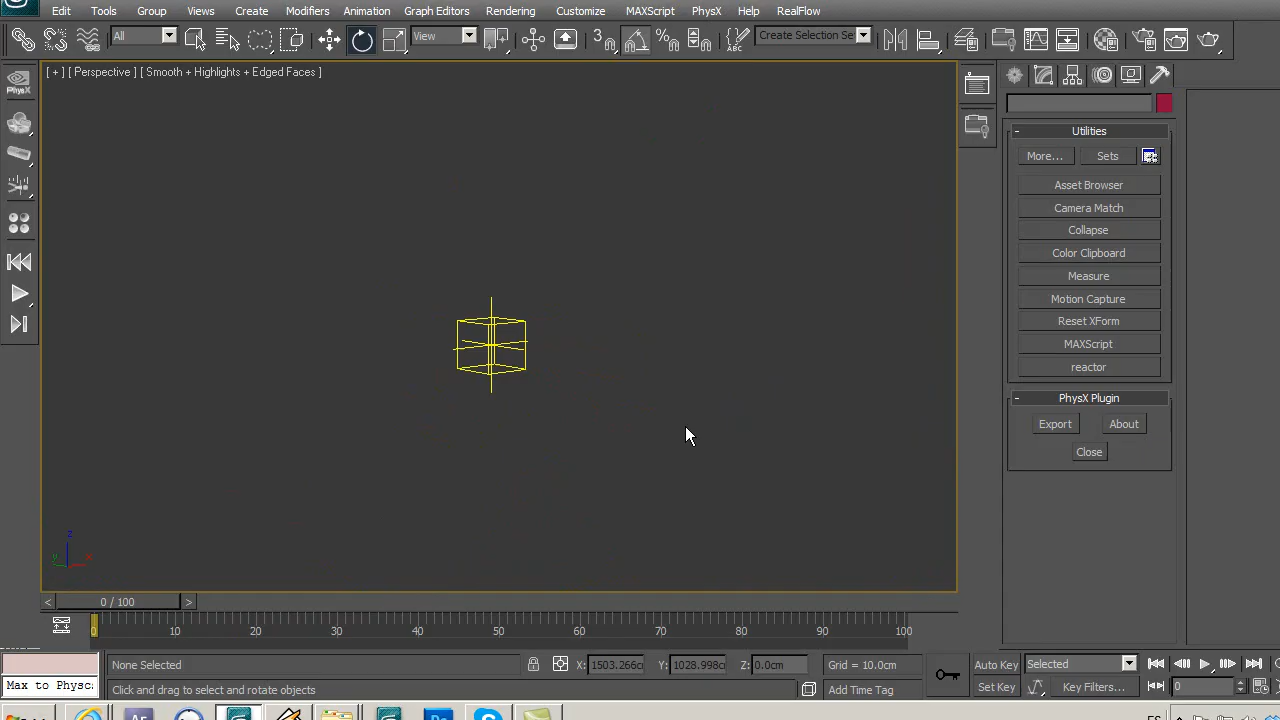 Edit Tools Group Views Create Modifiers Animation Graph Editors Rendering Customize MAXScript PhysX Help RealFlow
All View 3 Create Selection Se
[ + ] [ Perspective ] [ Smooth + Highlights + Edged Faces ]
PhysX
Utilities
More... Sets
Asset Browser
Camera Match
Collapse
Color Clipboard
Measure
Motion Capture
Reset XForm
MAXScript
reactor
PhysX Plugin
Export About
Close
z
y x
< 0 / 100 >
0 10 20 30 40 50 60 70 80 90 100
None Selected X: 1503.266c Y: 1028.998c Z: 0.0cm Grid = 10.0cm Auto Key Selected
Max to Physc: Click and drag to select and rotate objects Add Time Tag Set Key Key Filters... 0